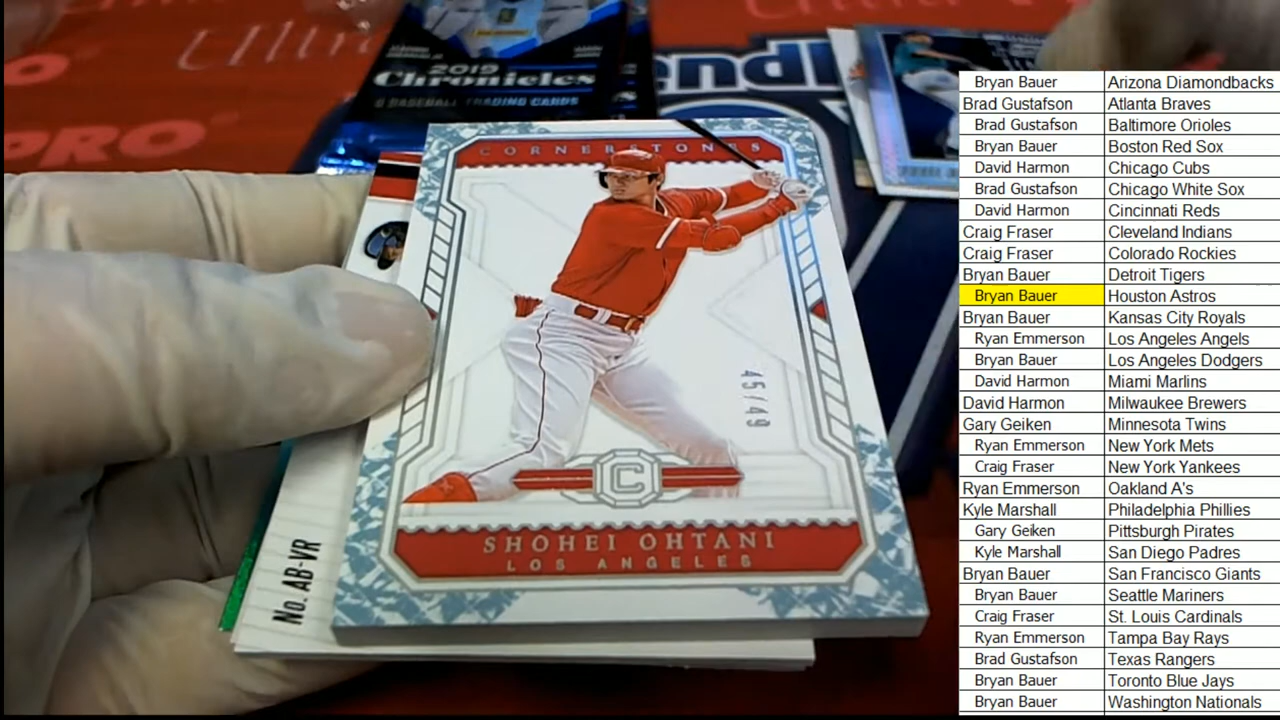 Ultra
PRO
2019
Chronicles
BASEBALL TRADING CARDS
CORNERSTONES
45/49
C
SHOHEI OHTANI
LOS ANGELES
No. AB-VR
Bryan Bauer Arizona Diamondbacks
Brad Gustafson Atlanta Braves
Brad Gustafson Baltimore Orioles
Bryan Bauer Boston Red Sox
David Harmon Chicago Cubs
Brad Gustafson Chicago White Sox
David Harmon Cincinnati Reds
Craig Fraser Cleveland Indians
Craig Fraser Colorado Rockies
Bryan Bauer Detroit Tigers
Bryan Bauer Houston Astros
Bryan Bauer Kansas City Royals
Ryan Emmerson Los Angeles Angels
Bryan Bauer Los Angeles Dodgers
David Harmon Miami Marlins
David Harmon Milwaukee Brewers
Gary Geiken Minnesota Twins
Ryan Emmerson New York Mets
Craig Fraser New York Yankees
Ryan Emmerson Oakland A's
Kyle Marshall Philadelphia Phillies
Gary Geiken Pittsburgh Pirates
Kyle Marshall San Diego Padres
Bryan Bauer San Francisco Giants
Bryan Bauer Seattle Mariners
Craig Fraser St. Louis Cardinals
Ryan Emmerson Tampa Bay Rays
Brad Gustafson Texas Rangers
Bryan Bauer Toronto Blue Jays
Bryan Bauer Washington Nationals